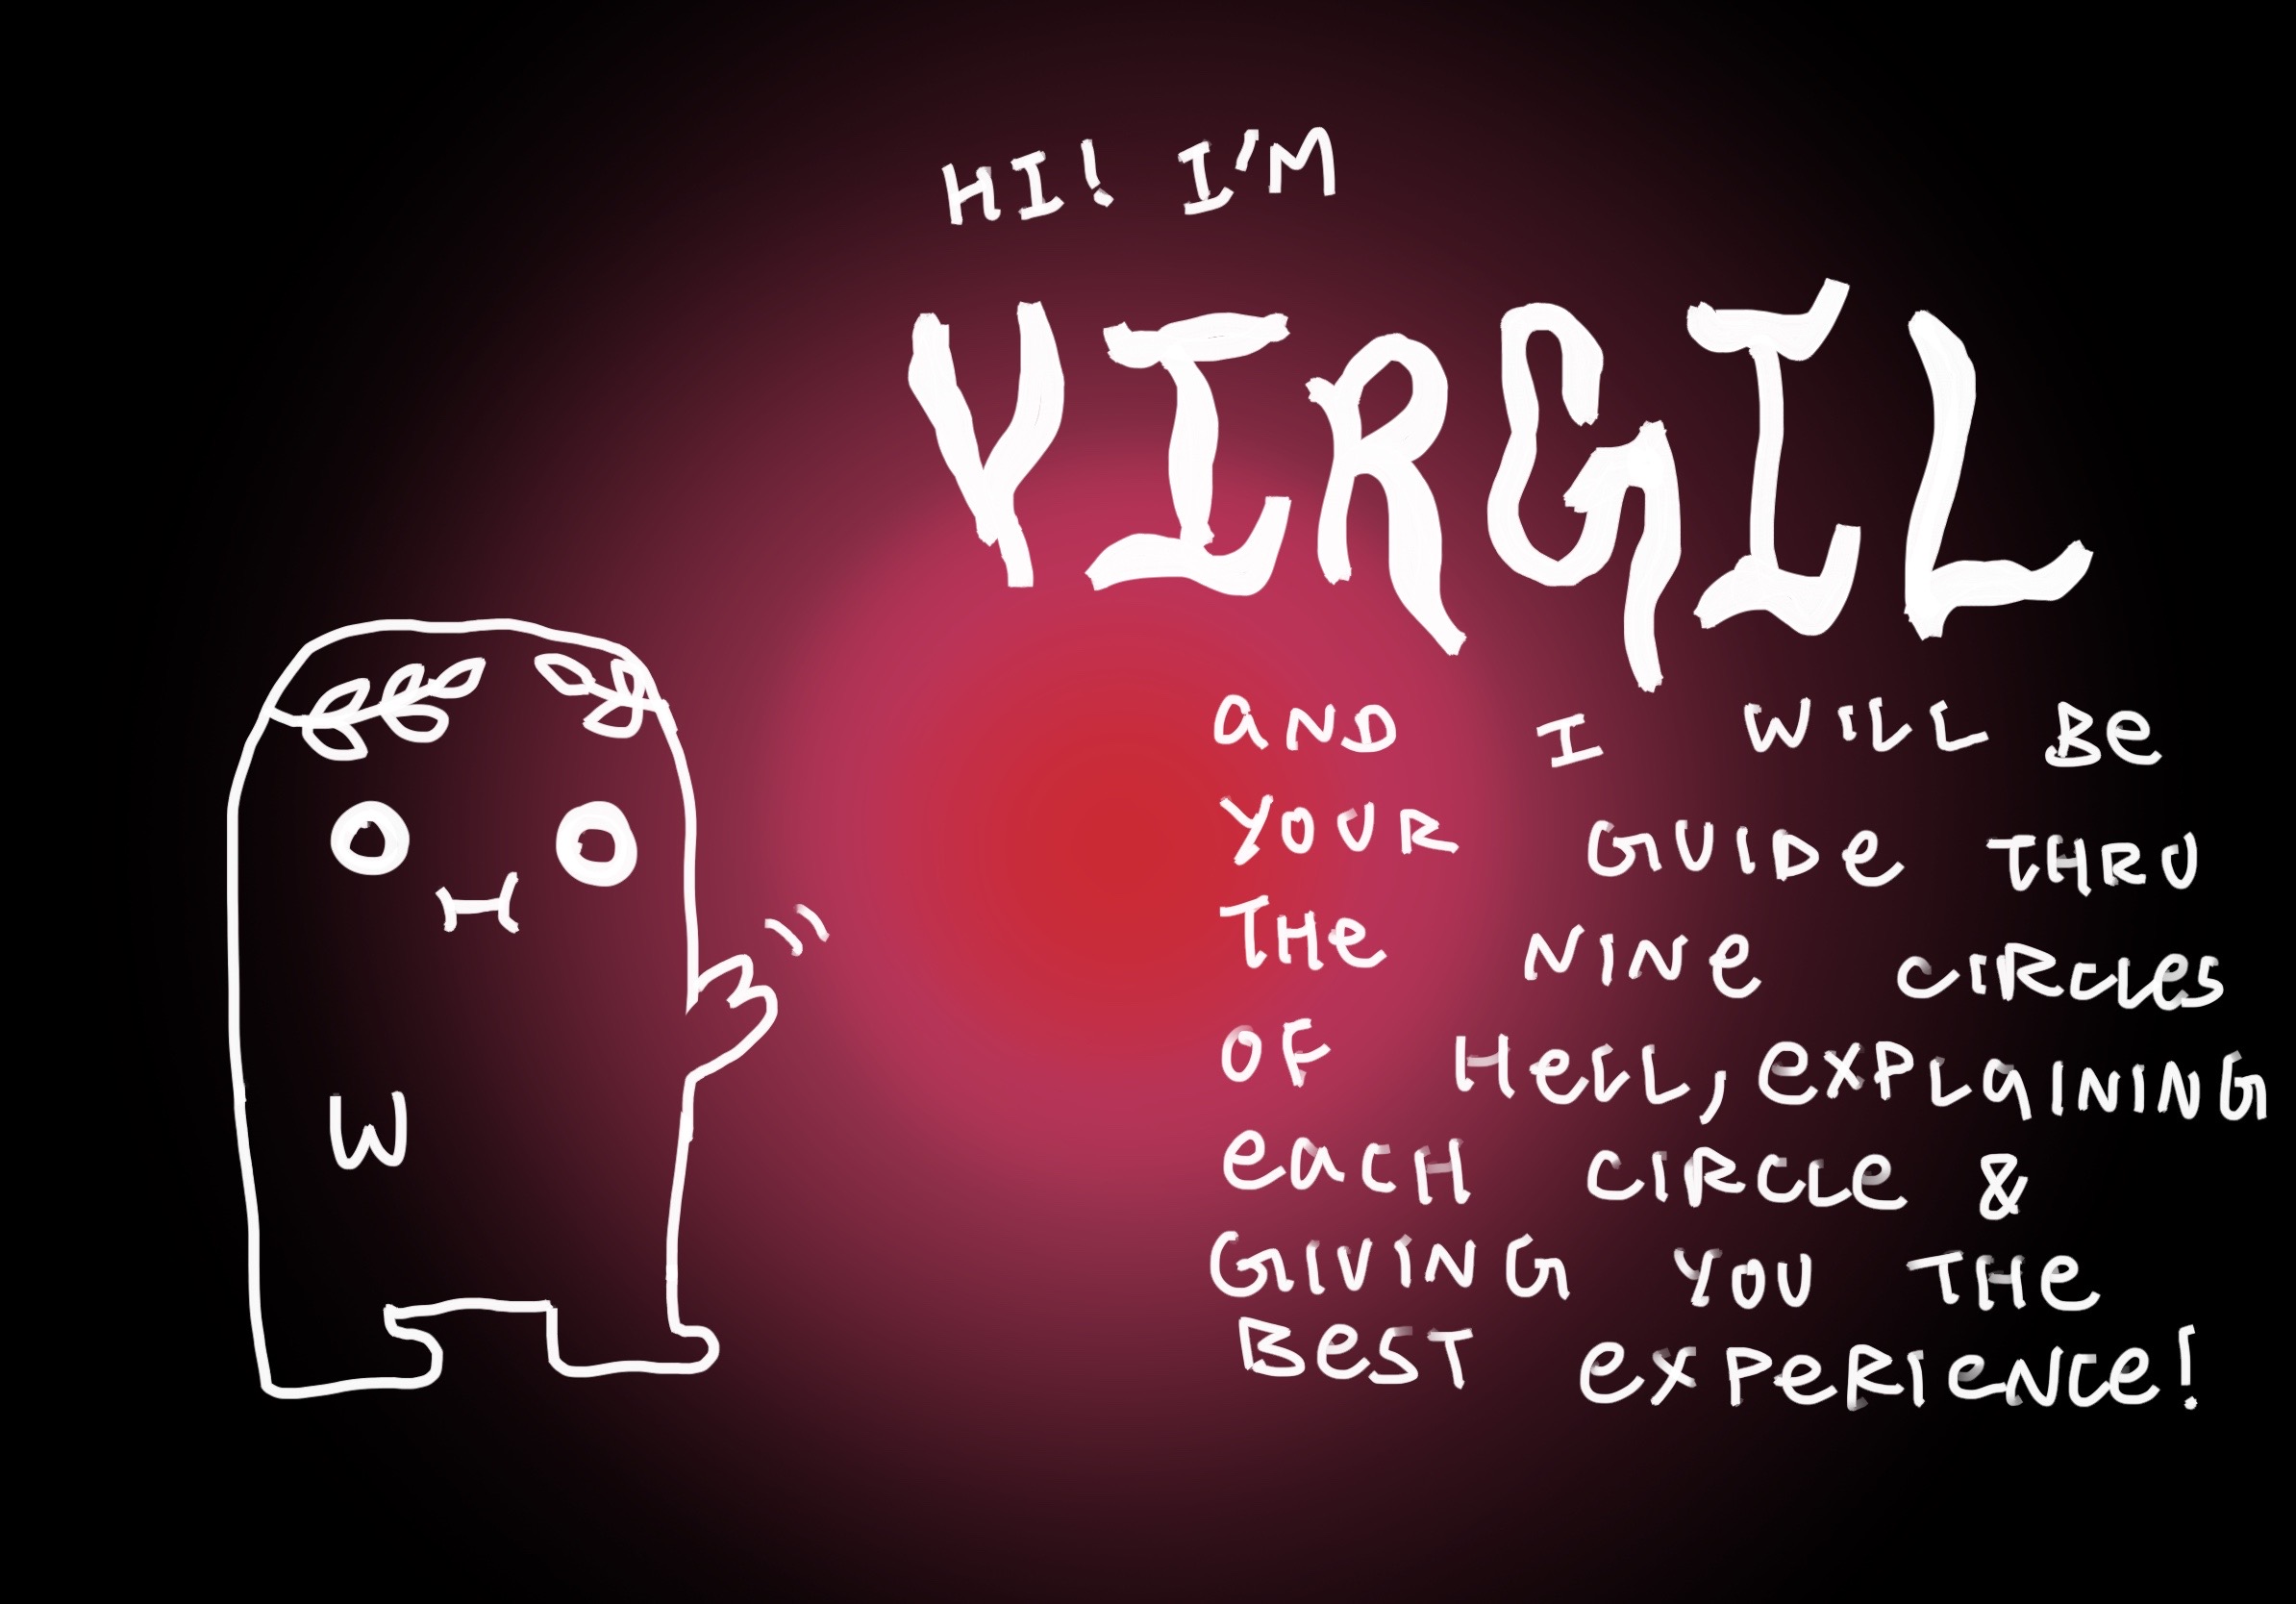 HI! I'M
VIRGIL
AND I WILL BE
YOUR GUIDE THRU
THE NINE CIRCLES
OF HELL, EXPLAINING
EACH CIRCLE &
GIVING YOU THE
BEST EXPERIENCE!
W